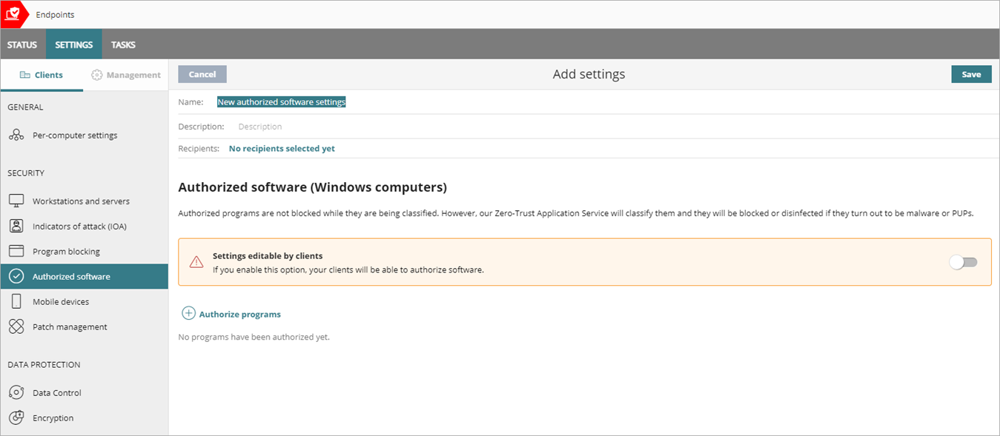 Endpoints
STATUS SETTINGS TASKS
Clients Management
Cancel Add settings Save
GENERAL
Per-computer settings
SECURITY
Workstations and servers
Indicators of attack (IOA)
Program blocking
Authorized software
Mobile devices
Patch management
DATA PROTECTION
Data Control
Encryption
Name: New authorized software settings
Description: Description
Recipients: No recipients selected yet
Authorized software (Windows computers)
Authorized programs are not blocked while they are being classified. However, our Zero-Trust Application Service will classify them and they will be blocked or disinfected if they turn out to be malware or PUPs.
Settings editable by clients
If you enable this option, your clients will be able to authorize software.
Authorize programs
No programs have been authorized yet.